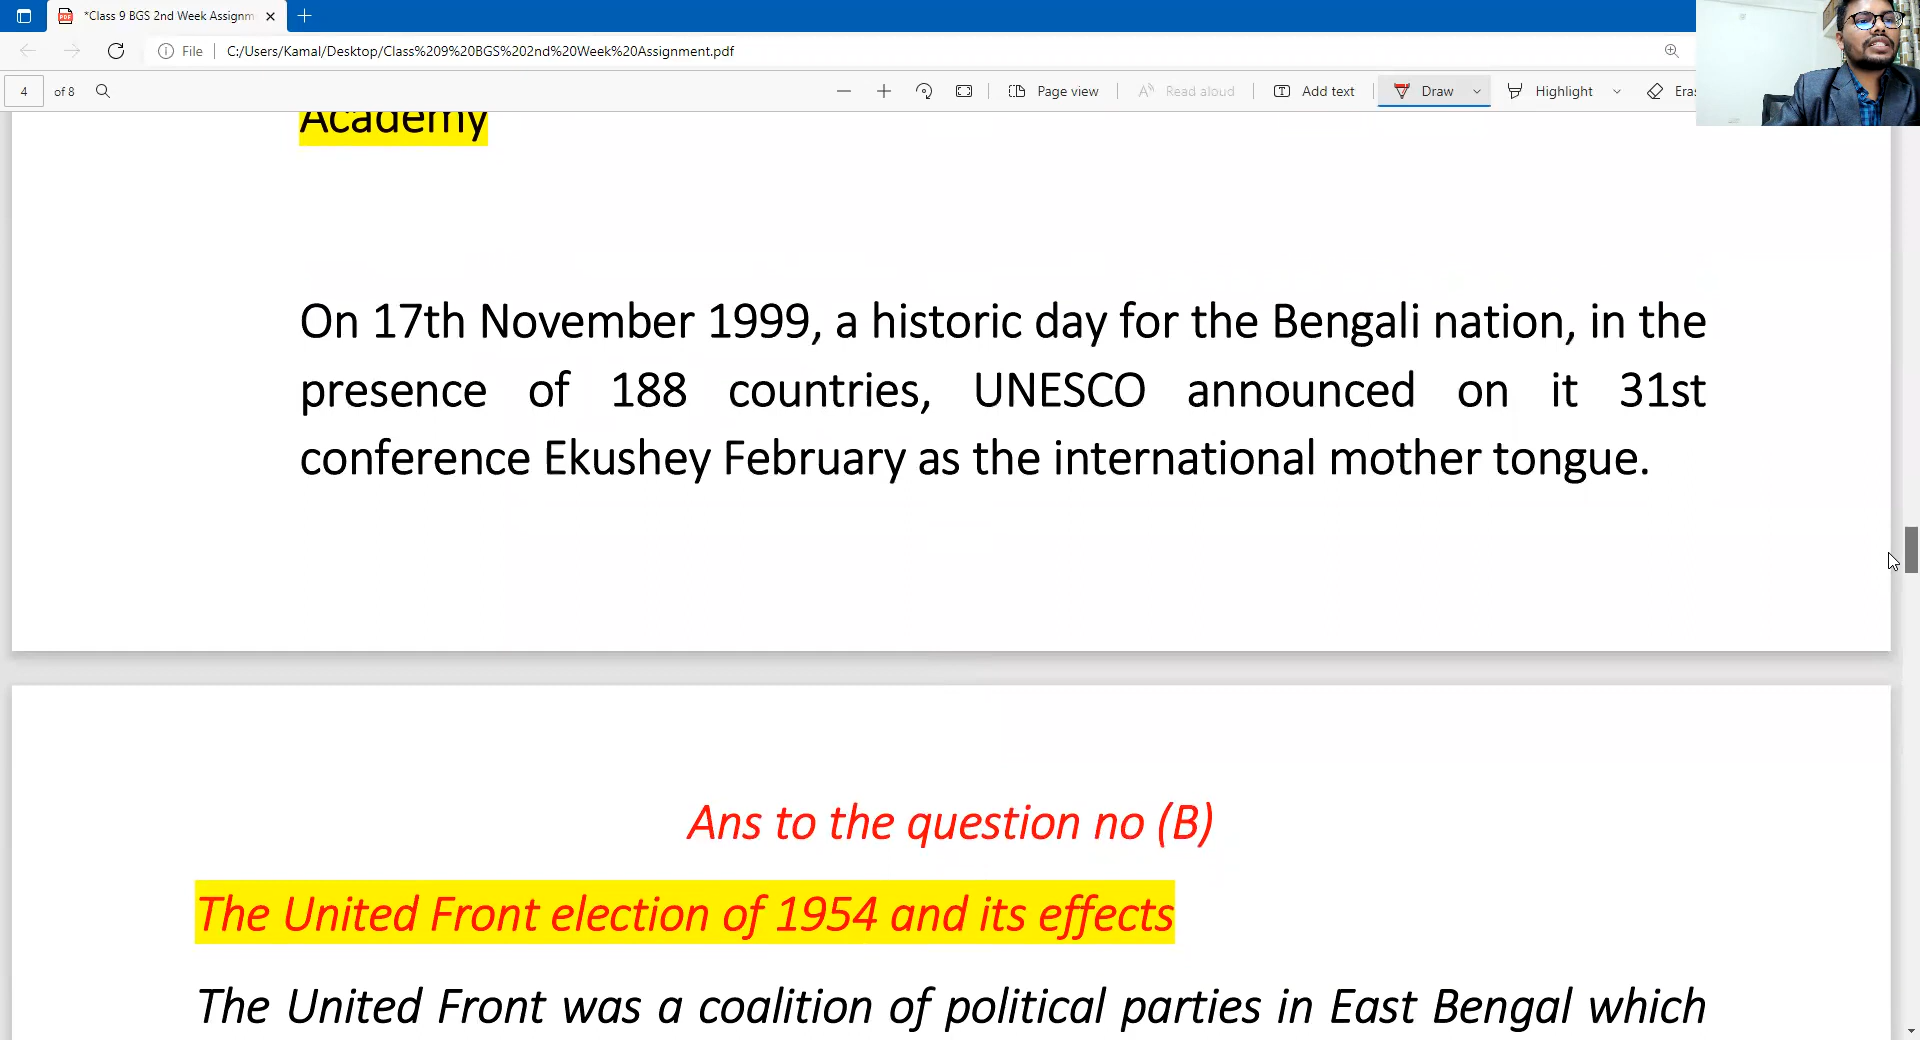 *Class 9 BGS 2nd Week Assignm
File
C:/Users/Kamal/Desktop/Class%209%20BGS%202nd%20Week%20Assignment.pdf
4 of 8
Page view
Read aloud
Add text
Draw
Highlight
Eras
Academy
On 17th November 1999, a historic day for the Bengali nation, in the
presence of 188 countries, UNESCO announced on it 31st
conference Ekushey February as the international mother tongue.
Ans to the question no (B)
The United Front election of 1954 and its effects
The United Front was a coalition of political parties in East Bengal which